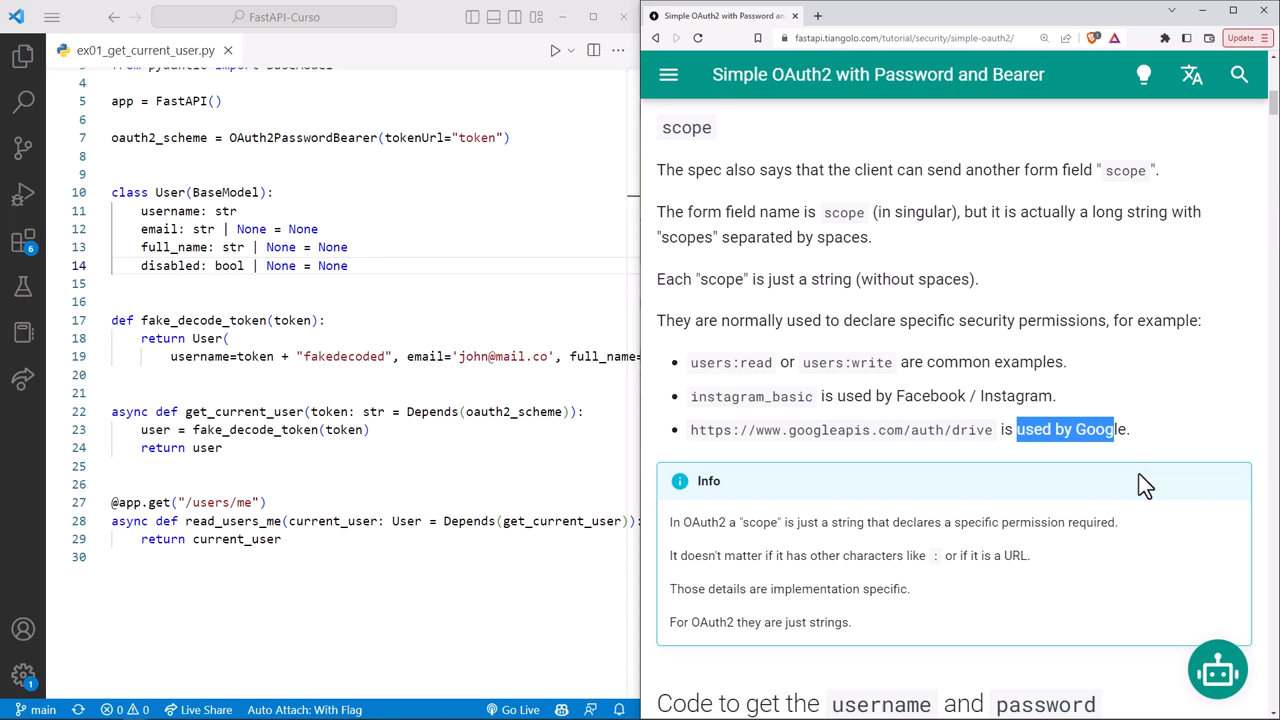 FastAPI-Curso
ex01_get_current_user.py
4
5 app = FastAPI()
6
7 oauth2_scheme = OAuth2PasswordBearer(tokenUrl="token")
8
9
10 class User(BaseModel):
11 username: str
12 email: str | None = None
13 full_name: str | None = None
14 disabled: bool | None = None
15
16
17 def fake_decode_token(token):
18 return User(
19 username=token + "fakedecoded", email='john@mail.co', full_name=
20
21
22 async def get_current_user(token: str = Depends(oauth2_scheme)):
23 user = fake_decode_token(token)
24 return user
25
26
27 @app.get("/users/me")
28 async def read_users_me(current_user: User = Depends(get_current_user)):
29 return current_user
30
6
1
main 0 0 Live Share Auto Attach: With Flag Go Live
Simple OAuth2 with Password an
fastapi.tiangolo.com/tutorial/security/simple-oauth2/
Update
Simple OAuth2 with Password and Bearer
scope
The spec also says that the client can send another form field "scope".
The form field name is scope (in singular), but it is actually a long string with
"scopes" separated by spaces.
Each "scope" is just a string (without spaces).
They are normally used to declare specific security permissions, for example:
• users:read or users:write are common examples.
• instagram_basic is used by Facebook / Instagram.
• https://www.googleapis.com/auth/drive is used by Google.
Info
In OAuth2 a "scope" is just a string that declares a specific permission required.
It doesn't matter if it has other characters like : or if it is a URL.
Those details are implementation specific.
For OAuth2 they are just strings.
Code to get the username and password